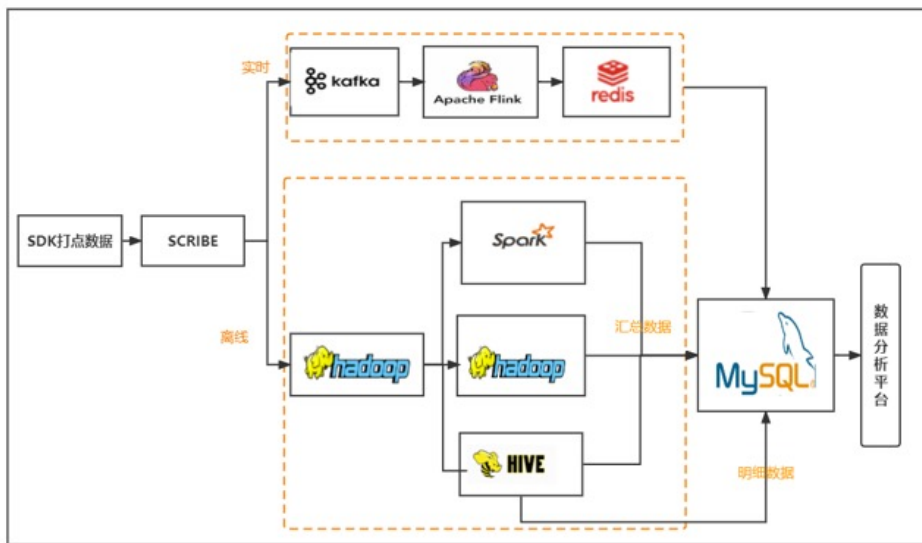 实时
kafka
Apache Flink
redis
SDK打点数据
SCRIBE
Spark
离线
hadoop
hadoop
汇总数据
MySQL
数据分析平台
HIVE
明细数据